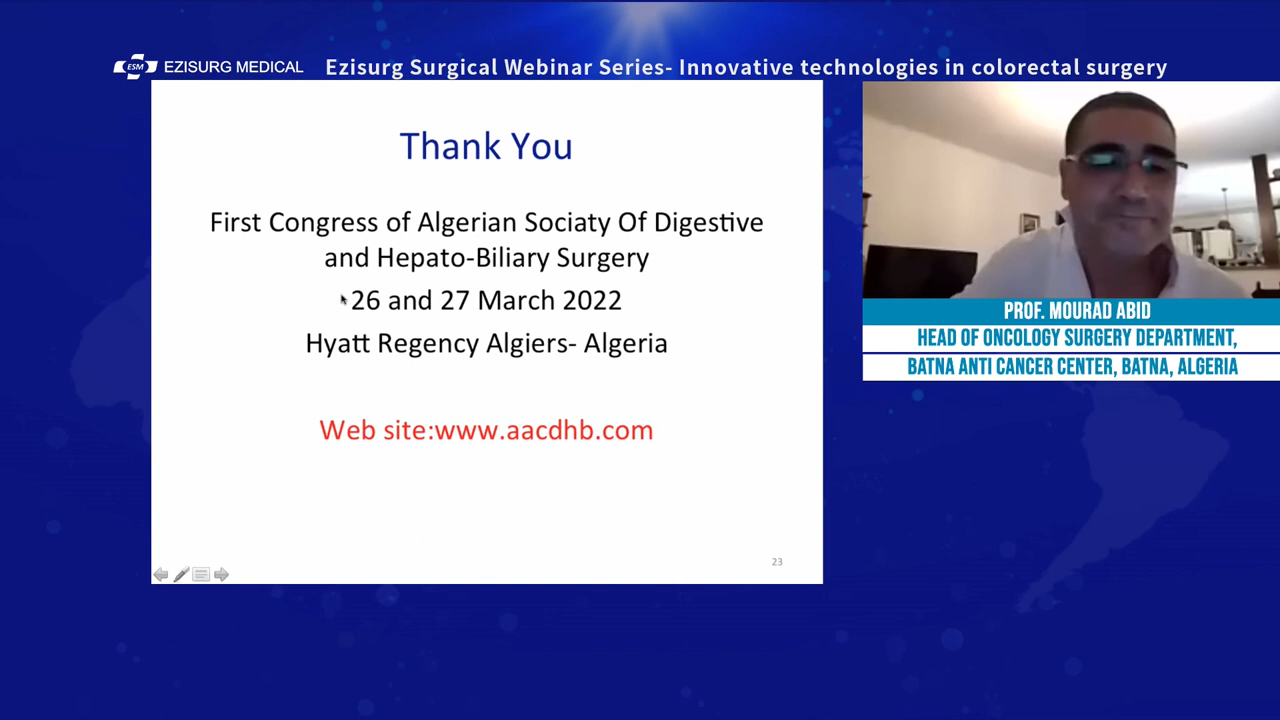 ESM EZISURG MEDICAL
Ezisurg Surgical Webinar Series- Innovative technologies in colorectal surgery
Thank You
First Congress of Algerian Sociaty Of Digestive
and Hepato-Biliary Surgery
26 and 27 March 2022
Hyatt Regency Algiers- Algeria
Web site:www.aacdhb.com
23
PROF. MOURAD ABID
HEAD OF ONCOLOGY SURGERY DEPARTMENT,
BATNA ANTI CANCER CENTER, BATNA, ALGERIA